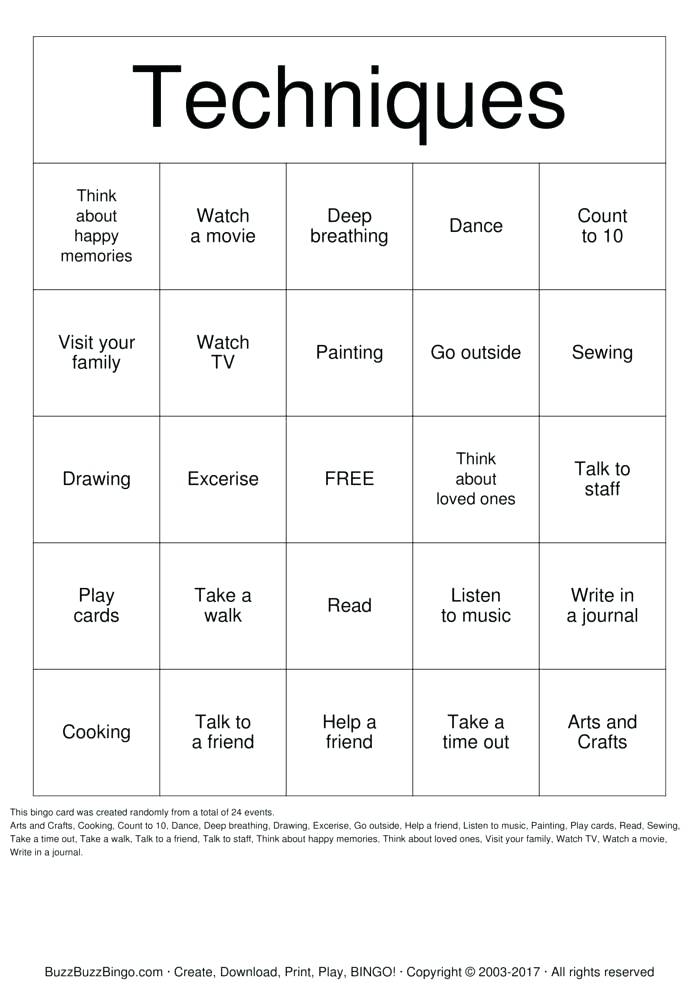 Techniques
Think
about
happy
memories
Watch
a movie
Deep
breathing
Dance
Count
to 10
Visit your
family
Watch
TV
Painting
Go outside
Sewing
Drawing
Excerise
FREE
Think
about
loved ones
Talk to
staff
Play
cards
Take a
walk
Read
Listen
to music
Write in
a journal
Cooking
Talk to
a friend
Help a
friend
Take a
time out
Arts and
Crafts
This bingo card was created randomly from a total of 24 events.
Arts and Crafts, Cooking, Count to 10, Dance, Deep breathing, Drawing, Excerise, Go outside, Help a friend, Listen to music, Painting, Play cards, Read, Sewing,
Take a time out, Take a walk, Talk to a friend, Talk to staff, Think about happy memories, Think about loved ones, Visit your family, Watch TV, Watch a movie,
Write in a journal.
BuzzBuzzBingo.com · Create, Download, Print, Play, BINGO! · Copyright © 2003-2017 · All rights reserved